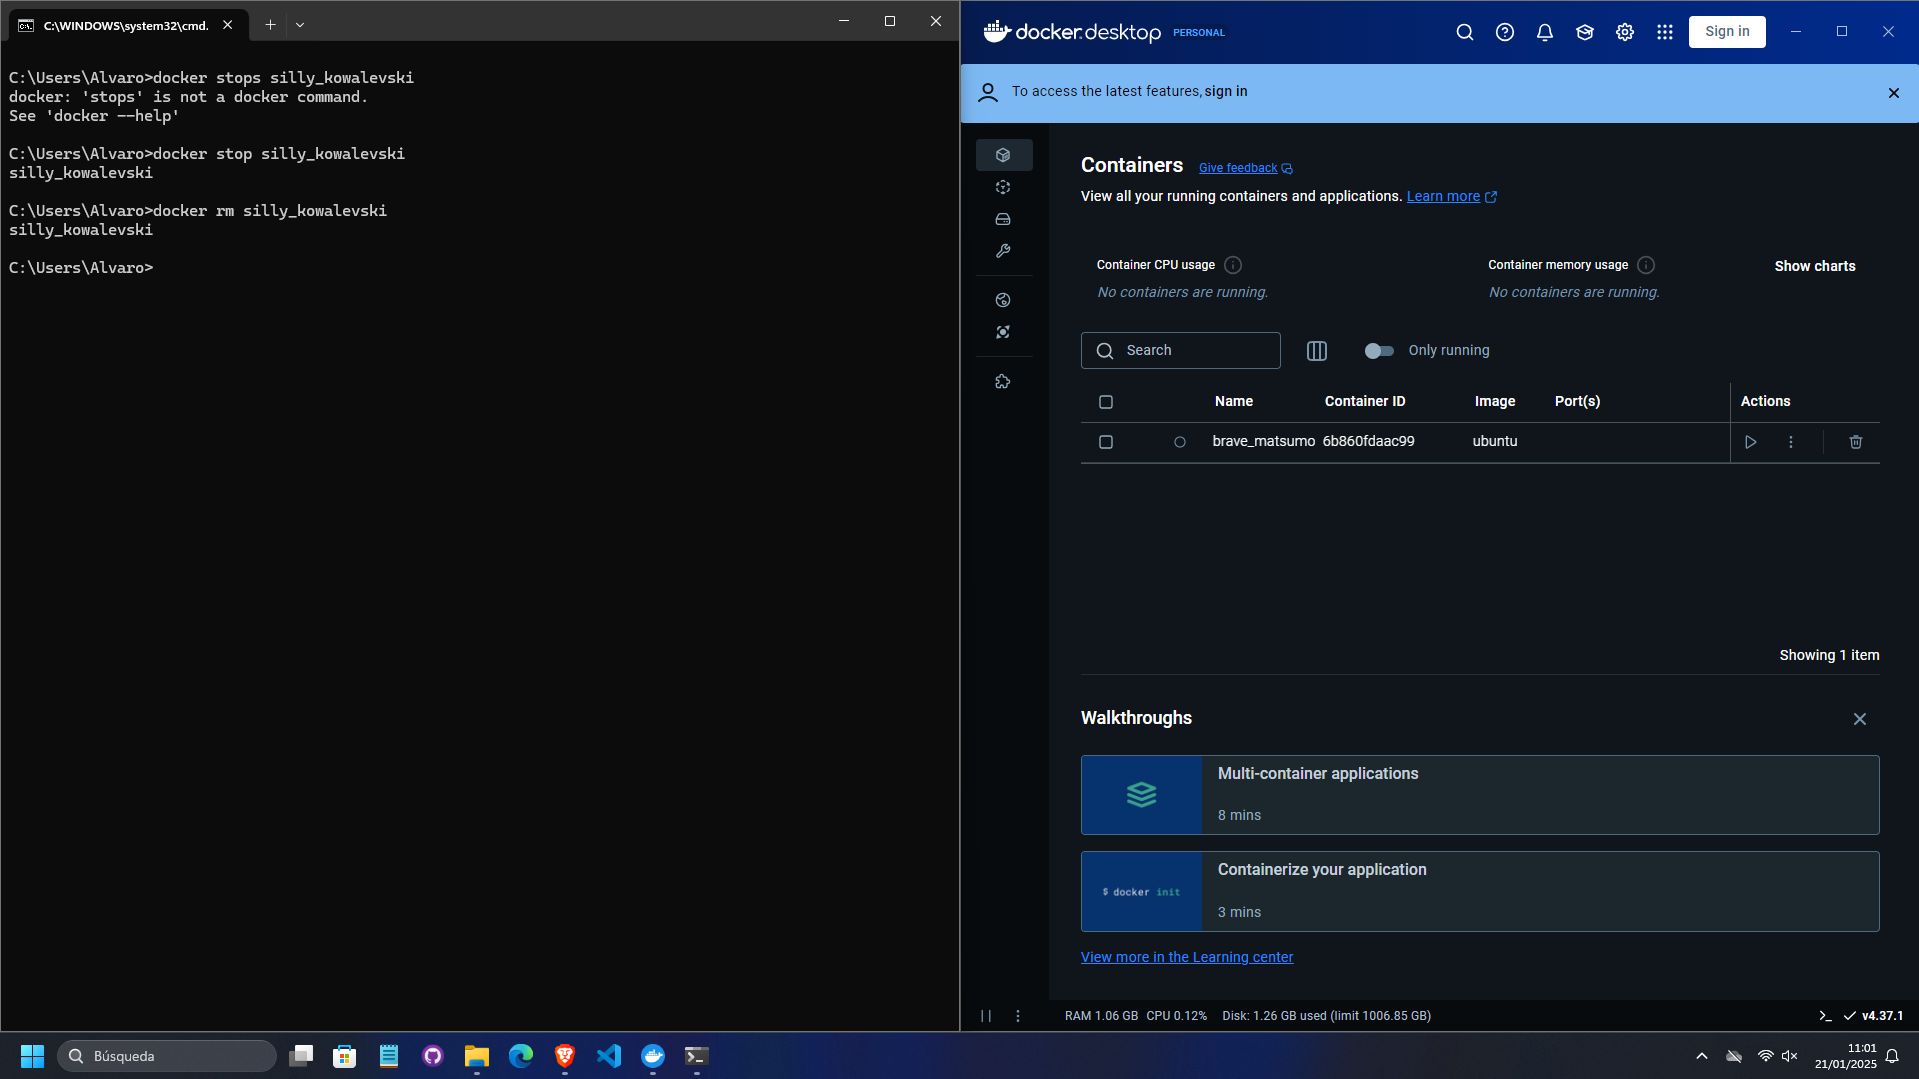 C:\WINDOWS\system32\cmd.
C:\Users\Alvaro>docker stops silly_kowalevski
docker: 'stops' is not a docker command.
See 'docker --help'
C:\Users\Alvaro>docker stop silly_kowalevski
silly_kowalevski
C:\Users\Alvaro>docker rm silly_kowalevski
silly_kowalevski
C:\Users\Alvaro>
docker.desktop PERSONAL
Sign in
To access the latest features, sign in
Containers Give feedback
View all your running containers and applications. Learn more
Container CPU usage
No containers are running.
Container memory usage
No containers are running.
Show charts
Search
Only running
Name Container ID Image Port(s) Actions
brave_matsumo 6b860fdaac99 ubuntu
Showing 1 item
Walkthroughs
Multi-container applications
8 mins
$ docker init
Containerize your application
3 mins
View more in the Learning center
RAM 1.06 GB CPU 0.12% Disk: 1.26 GB used (limit 1006.85 GB)
v4.37.1
Búsqueda
11:01
21/01/2025